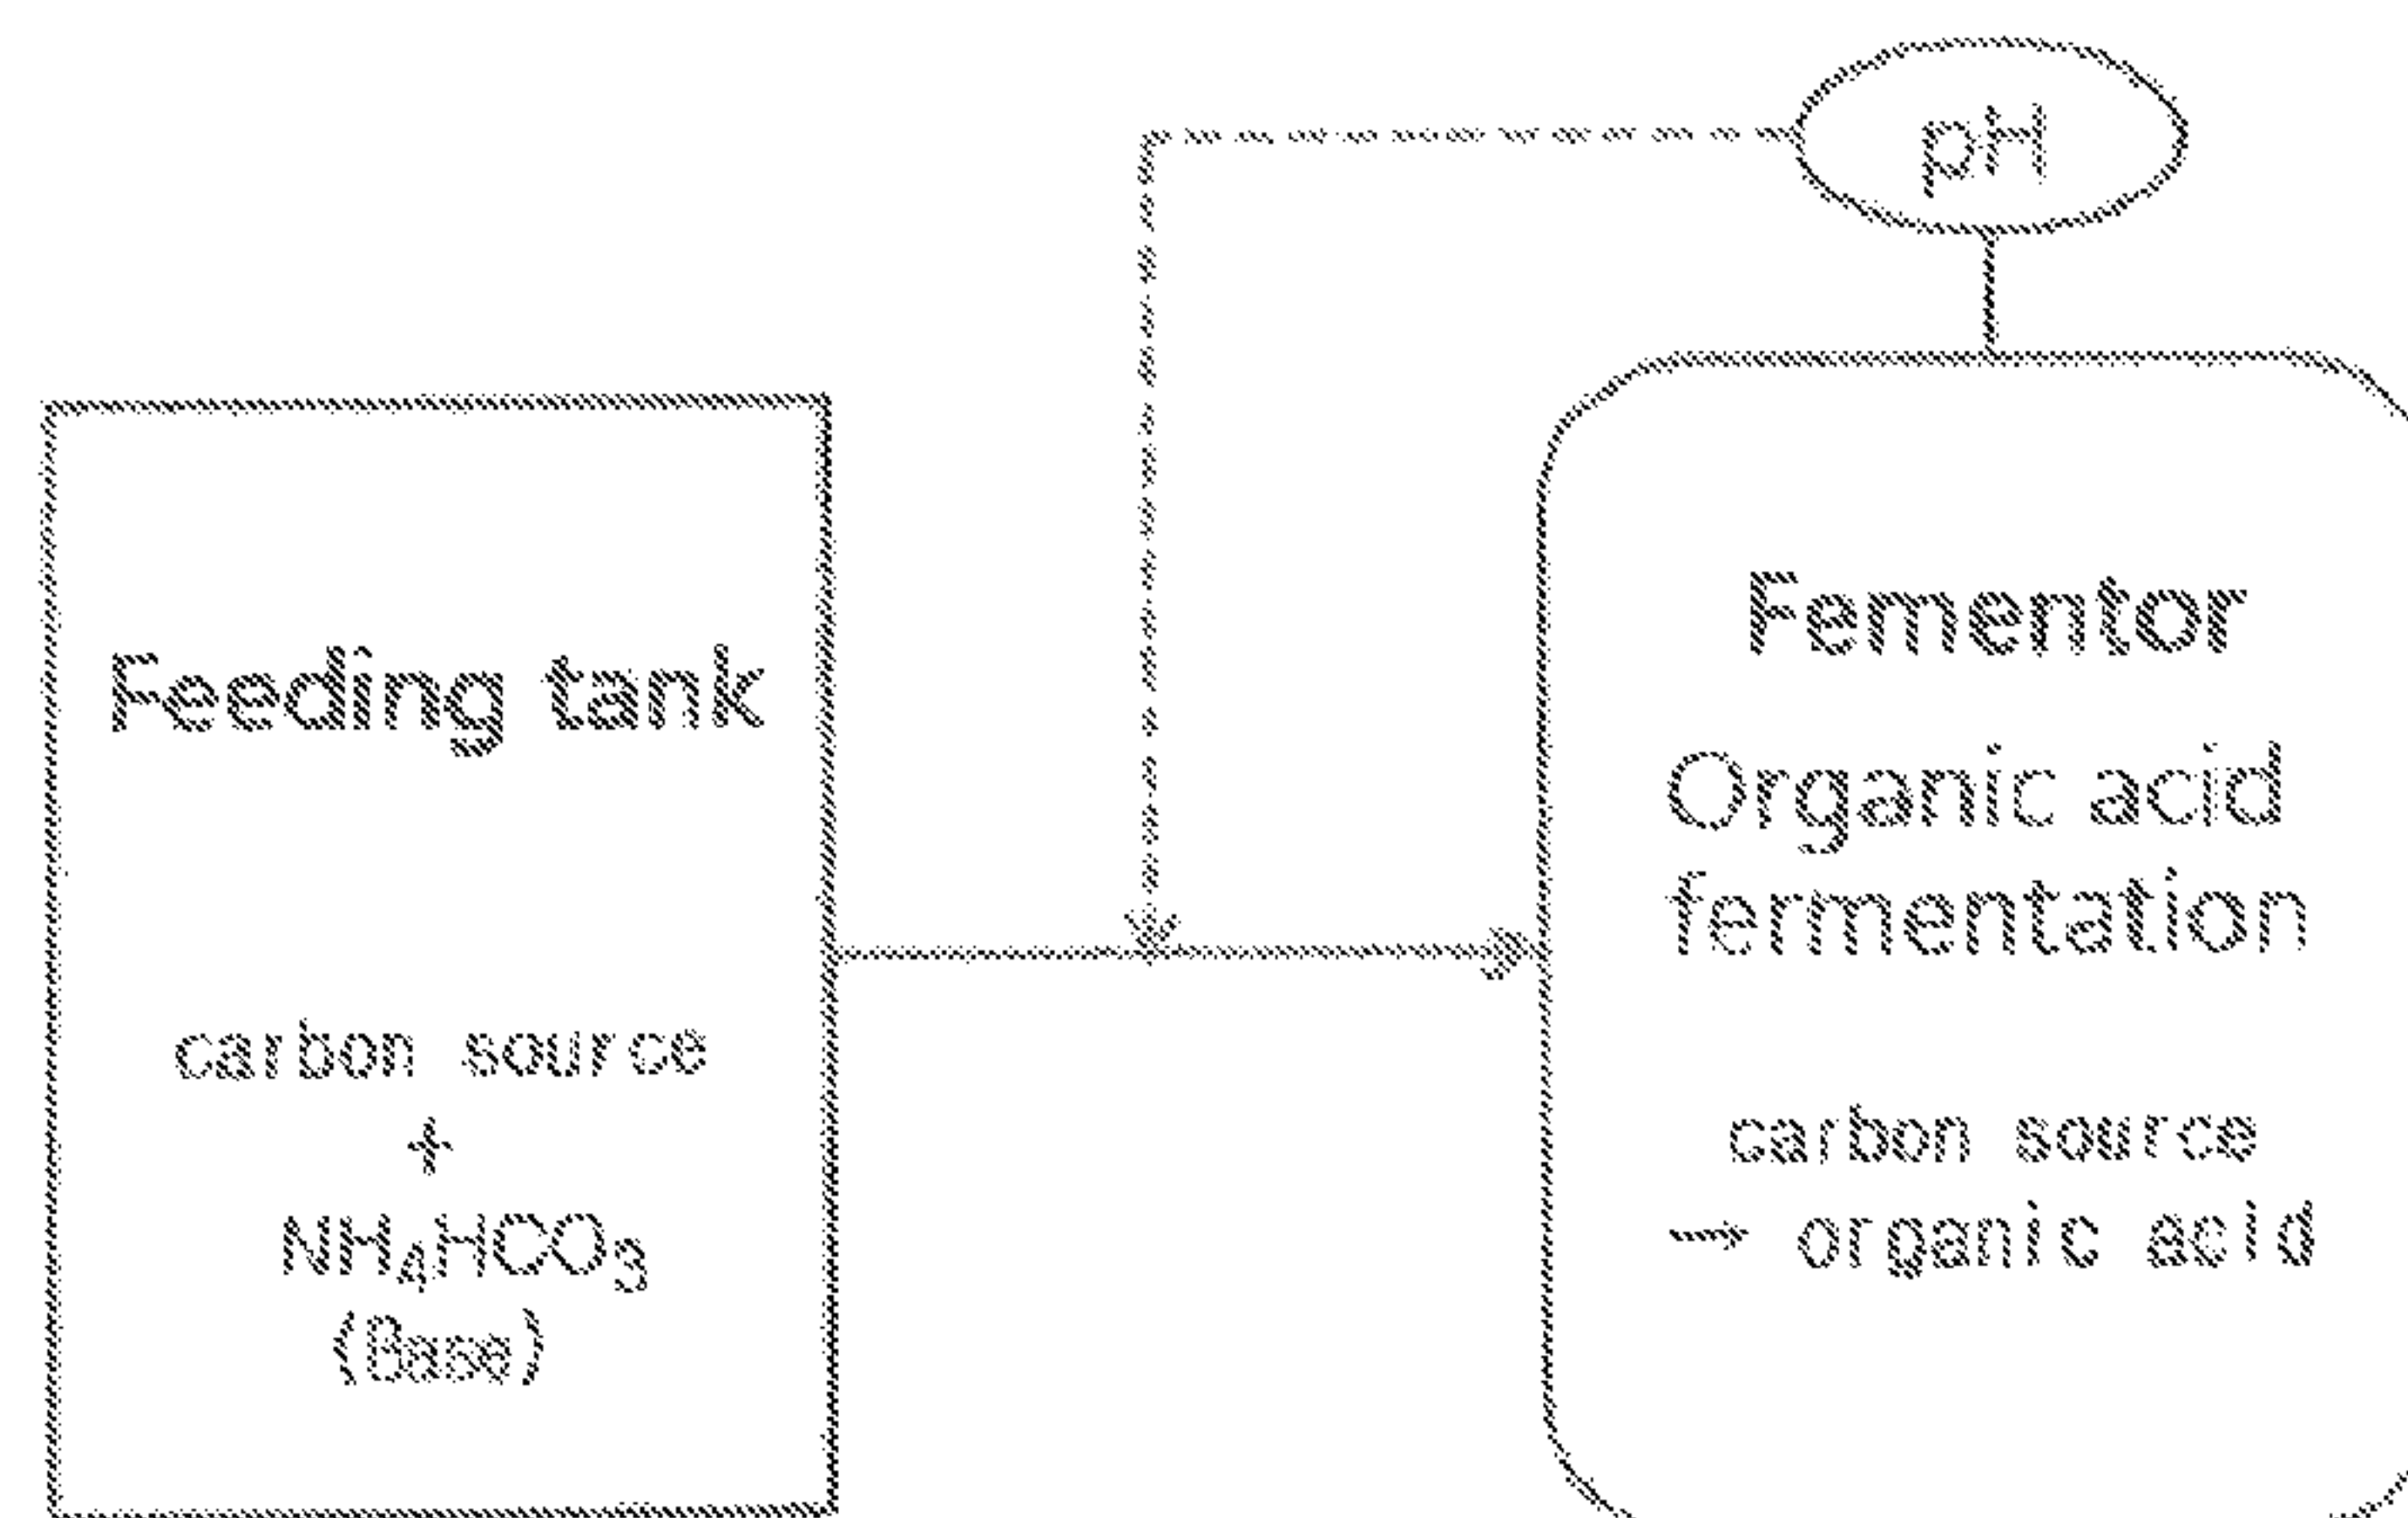 pH
Feeding tank
carbon source
+
NH₄HCO₃
(Base)
Fementor
Organic acid
fermentation
carbon source
→ organic acid